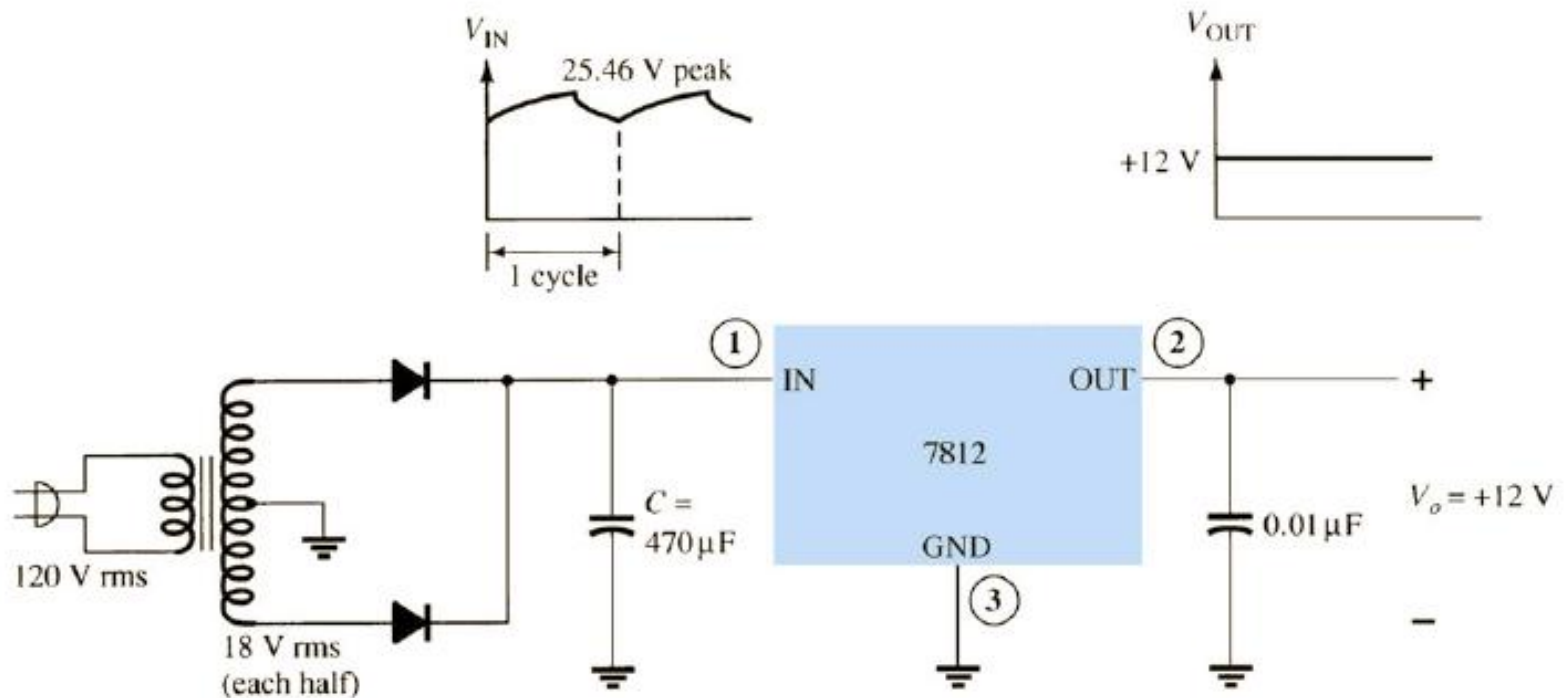 V_IN
25.46 V peak
1 cycle
V_OUT
+12 V
1
IN
OUT
2
7812
GND
3
C =
470 µF
0.01 µF
+
V_o = +12 V
−
120 V rms
18 V rms
(each half)